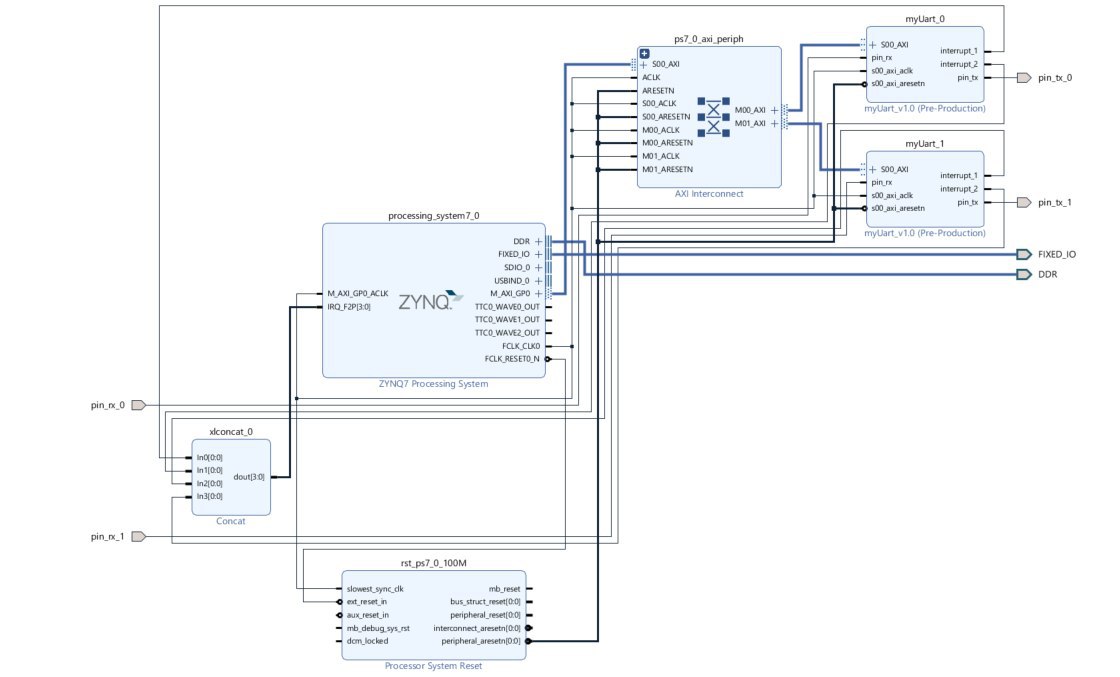 myUart_0
S00_AXI
pin_rx
s00_axi_aclk
s00_axi_aresetn
interrupt_1
interrupt_2
pin_tx
myUart_v1.0 (Pre-Production)
pin_tx_0
ps7_0_axi_periph
S00_AXI
ACLK
ARESETN
S00_ACLK
S00_ARESETN
M00_ACLK
M00_ARESETN
M01_ACLK
M01_ARESETN
M00_AXI
M01_AXI
AXI Interconnect
myUart_1
S00_AXI
pin_rx
s00_axi_aclk
s00_axi_aresetn
interrupt_1
interrupt_2
pin_tx
myUart_v1.0 (Pre-Production)
pin_tx_1
FIXED_IO
DDR
processing_system7_0
M_AXI_GP0_ACLK
IRQ_F2P[3:0]
ZYNQ
DDR
FIXED_IO
SDIO_0
USBIND_0
M_AXI_GP0
TTC0_WAVE0_OUT
TTC0_WAVE1_OUT
TTC0_WAVE2_OUT
FCLK_CLK0
FCLK_RESET0_N
ZYNQ7 Processing System
pin_rx_0
xlconcat_0
In0[0:0]
In1[0:0]
In2[0:0]
In3[0:0]
dout[3:0]
Concat
pin_rx_1
rst_ps7_0_100M
slowest_sync_clk
ext_reset_in
aux_reset_in
mb_debug_sys_rst
dcm_locked
mb_reset
bus_struct_reset[0:0]
peripheral_reset[0:0]
interconnect_aresetn[0:0]
peripheral_aresetn[0:0]
Processor System Reset